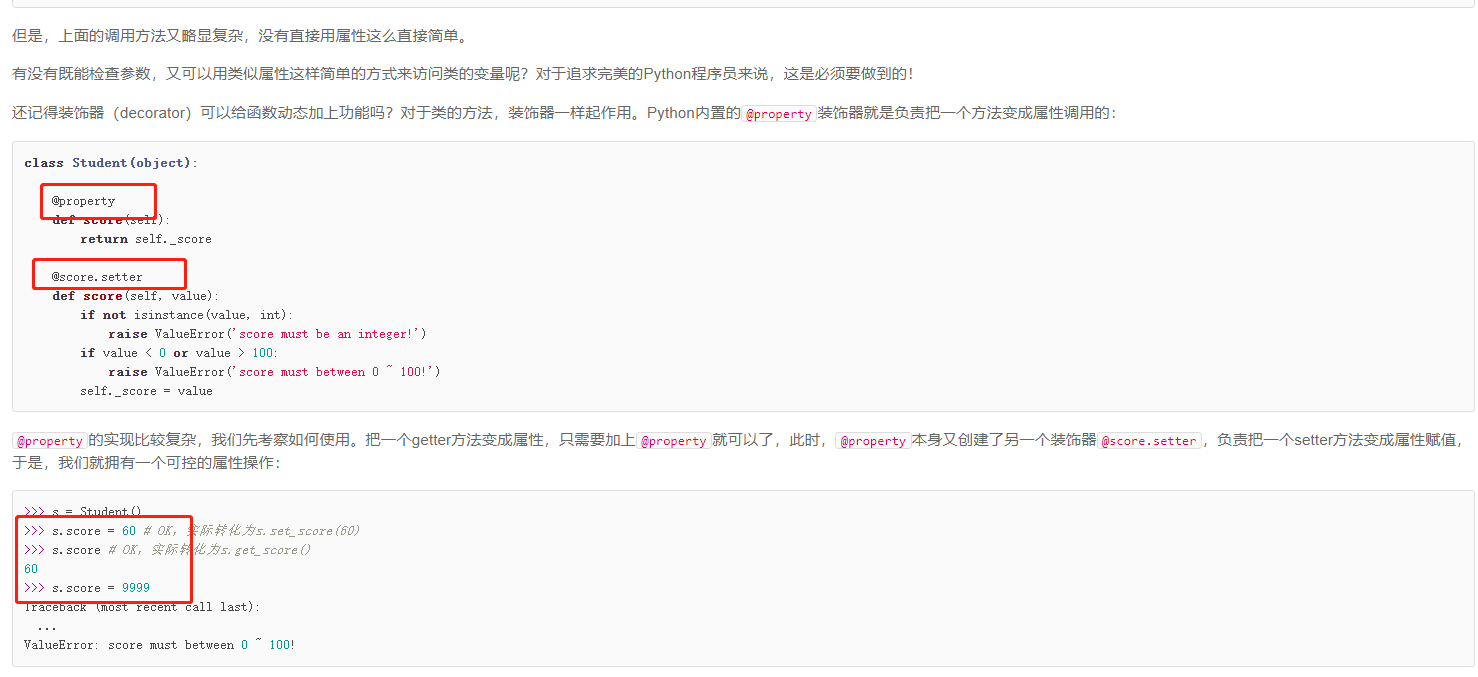 但是，上面的调用方法又略显复杂，没有直接用属性这么直接简单。
有没有既能检查参数，又可以用类似属性这样简单的方式来访问类的变量呢？对于追求完美的Python程序员来说，这是必须要做到的！
还记得装饰器（decorator）可以给函数动态加上功能吗？对于类的方法，装饰器一样起作用。Python内置的@property装饰器就是负责把一个方法变成属性调用的：
class Student(object):
@property
def score(self):
return self._score
@score.setter
def score(self, value):
if not isinstance(value, int):
raise ValueError('score must be an integer!')
if value < 0 or value > 100:
raise ValueError('score must between 0 ~ 100!')
self._score = value
@property的实现比较复杂，我们先考察如何使用。把一个getter方法变成属性，只需要加上@property就可以了，此时，@property本身又创建了另一个装饰器@score.setter，负责把一个setter方法变成属性赋值，
于是，我们就拥有一个可控的属性操作：
>>> s = Student()
>>> s.score = 60 # OK，实际转化为s.set_score(60)
>>> s.score # OK，实际转化为s.get_score()
60
>>> s.score = 9999
Traceback (most recent call last):
...
ValueError: score must between 0 ~ 100!